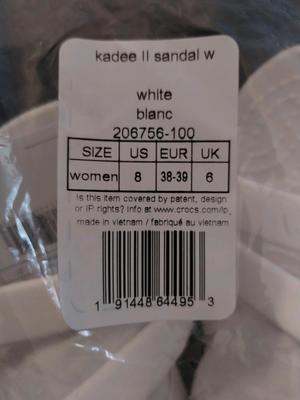 kadee II sandal w
white
blanc
206756-100
SIZE US EUR UK
women 8 38-39 6
Is this item covered by patent, design
or IP rights? Info at www.crocs.com/ip.
made in vietnam / fabriqué au vietnam
1 91448 64495 3